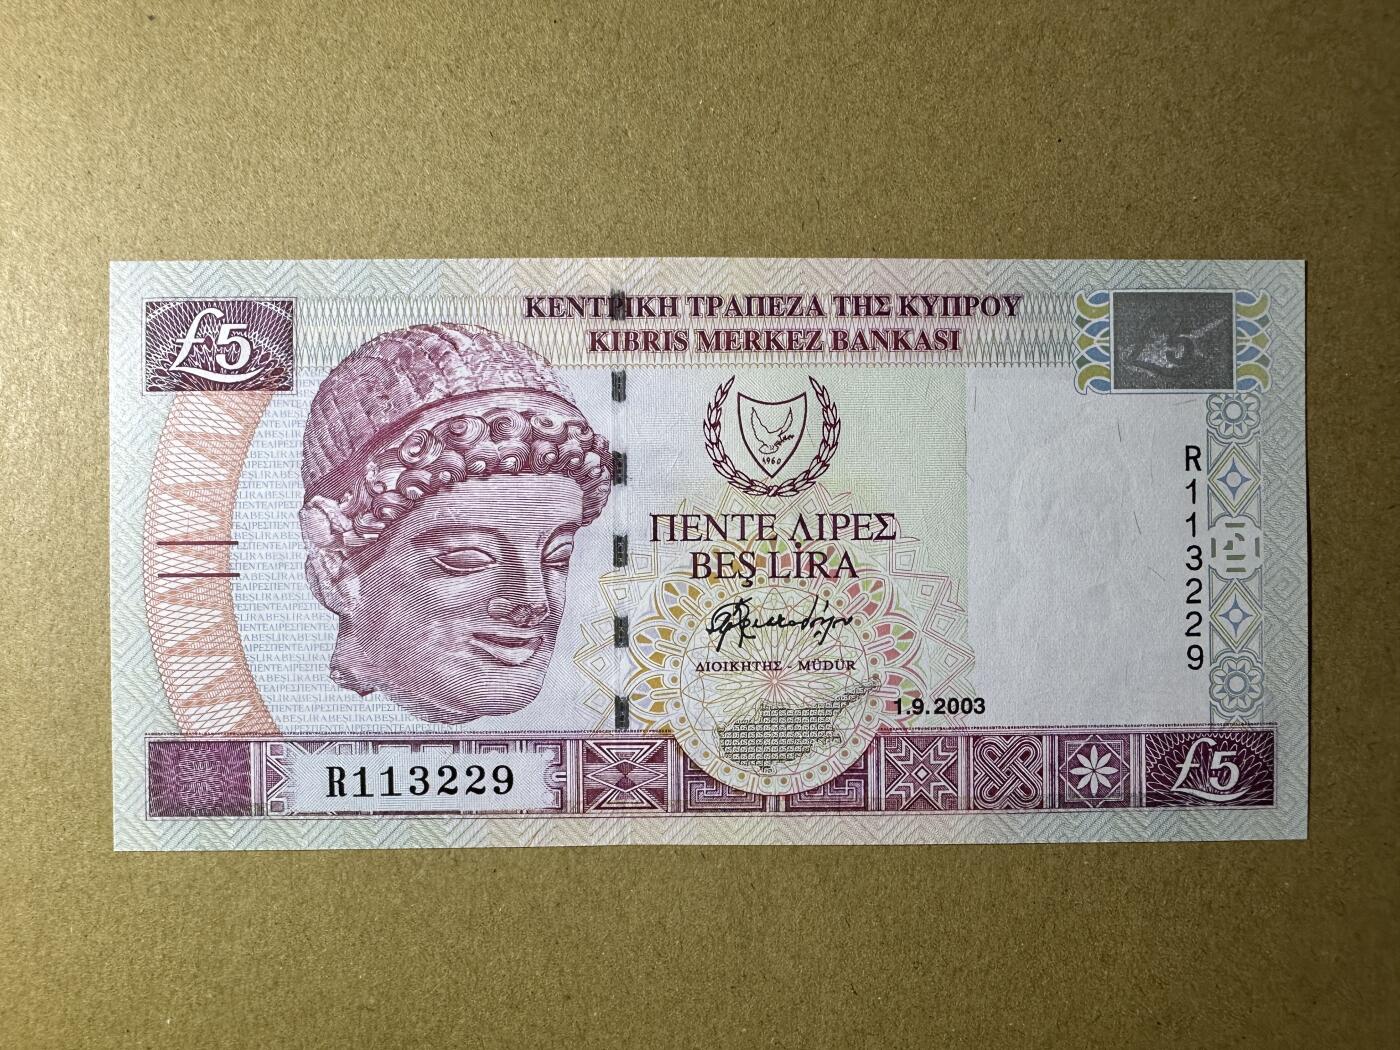 ΚΕΝΤΡΙΚΗ ΤΡΑΠΕΖΑ ΤΗΣ ΚΥΠΡΟΥ
KIBRIS MERKEZ BANKASI
£5
1960
R113229
ΠΕΝΤΕ ΛΙΡΕΣ
BEŞ LİRA
ΔΙΟΙΚΗΤΗΣ - MÜDÜR
1.9.2003
R113229
£5